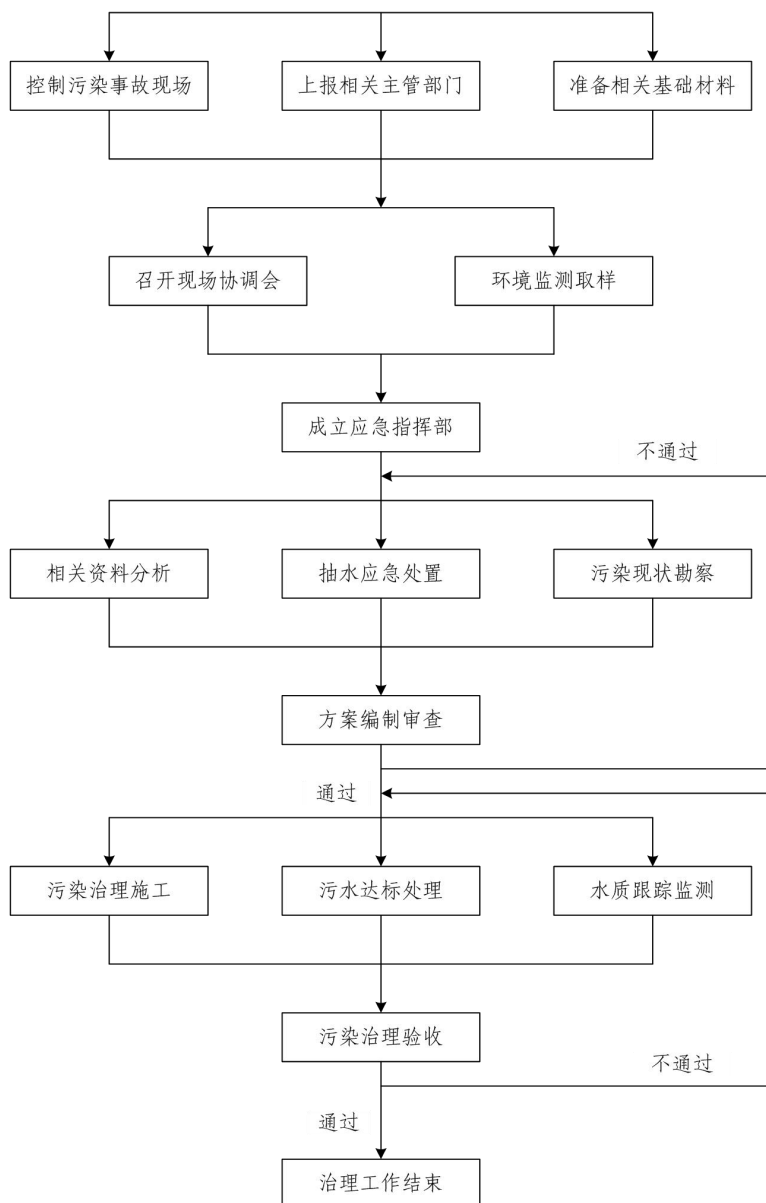 控制污染事故现场
上报相关主管部门
准备相关基础材料
召开现场协调会
环境监测取样
成立应急指挥部
不通过
相关资料分析
抽水应急处置
污染现状勘察
方案编制审查
通过
污染治理施工
污水达标处理
水质跟踪监测
污染治理验收
不通过
通过
治理工作结束